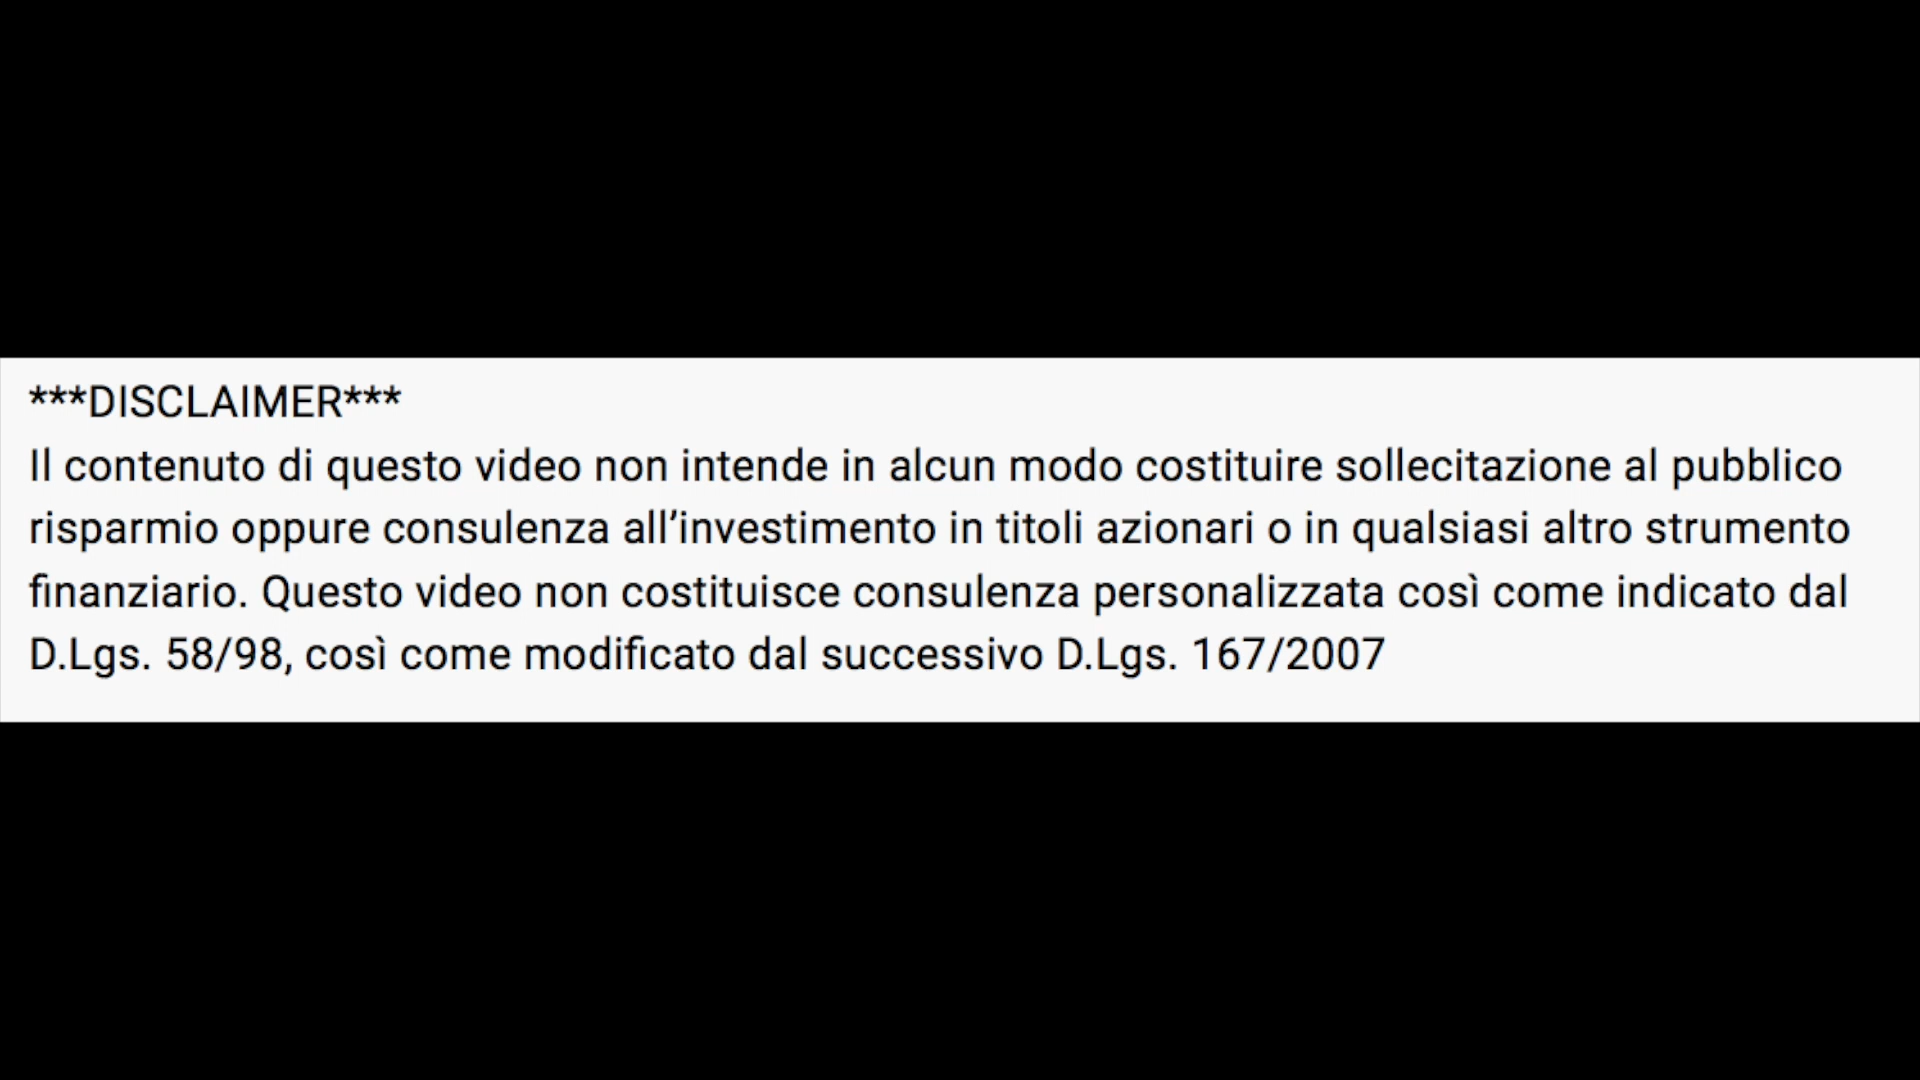 ***DISCLAIMER***
Il contenuto di questo video non intende in alcun modo costituire sollecitazione al pubblico
risparmio oppure consulenza all’investimento in titoli azionari o in qualsiasi altro strumento
finanziario. Questo video non costituisce consulenza personalizzata così come indicato dal
D.Lgs. 58/98, così come modificato dal successivo D.Lgs. 167/2007